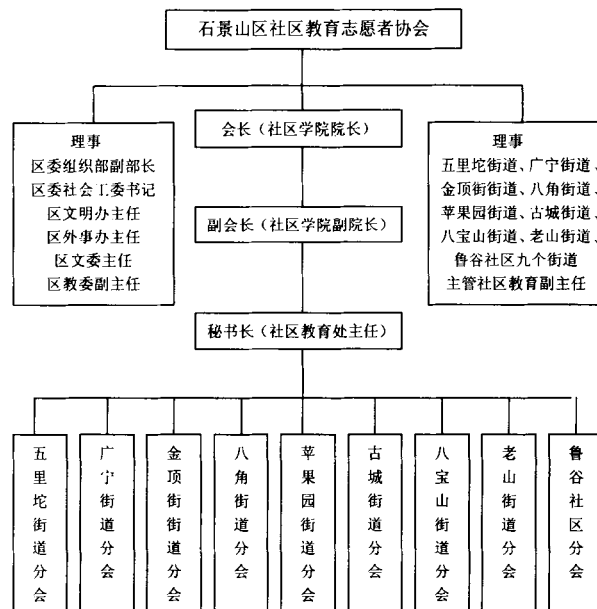 石景山区社区教育志愿者协会
理事
区委组织部副部长
区委社会工委书记
区文明办主任
区外事办主任
区文委主任
区教委副主任
会长(社区学院院长)
副会长(社区学院副院长)
秘书长(社区教育处主任)
理事
五里坨街道、广宁街道、
金顶街街道、八角街道、
苹果园街道、古城街道、
八宝山街道、老山街道、
鲁谷社区九个街道
主管社区教育副主任
五里坨街道分会
广宁街道分会
金顶街街道分会
八角街道分会
苹果园街道分会
古城街道分会
八宝山街道分会
老山街道分会
鲁谷社区分会